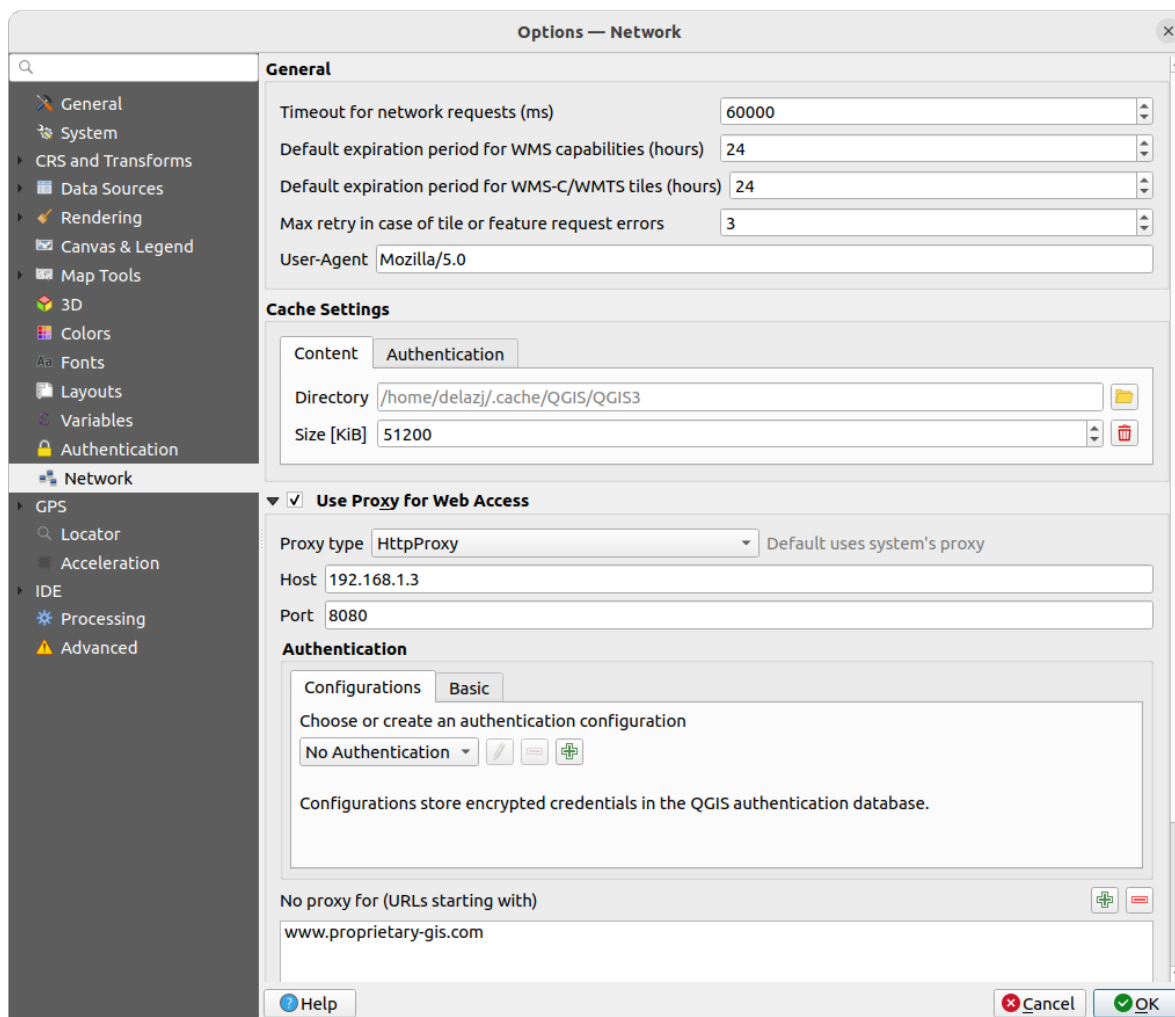 Options — Network
General
System
CRS and Transforms
Data Sources
Rendering
Canvas & Legend
Map Tools
3D
Colors
Aa Fonts
Layouts
Variables
Authentication
Network
GPS
Locator
Acceleration
IDE
Processing
Advanced
General
Timeout for network requests (ms) 60000
Default expiration period for WMS capabilities (hours) 24
Default expiration period for WMS-C/WMTS tiles (hours) 24
Max retry in case of tile or feature request errors 3
User-Agent Mozilla/5.0
Cache Settings
Content Authentication
Directory /home/delazj/.cache/QGIS/QGIS3
Size [KiB] 51200
Use Proxy for Web Access
Proxy type HttpProxy Default uses system's proxy
Host 192.168.1.3
Port 8080
Authentication
Configurations Basic
Choose or create an authentication configuration
No Authentication
Configurations store encrypted credentials in the QGIS authentication database.
No proxy for (URLs starting with)
www.proprietary-gis.com
Help Cancel OK